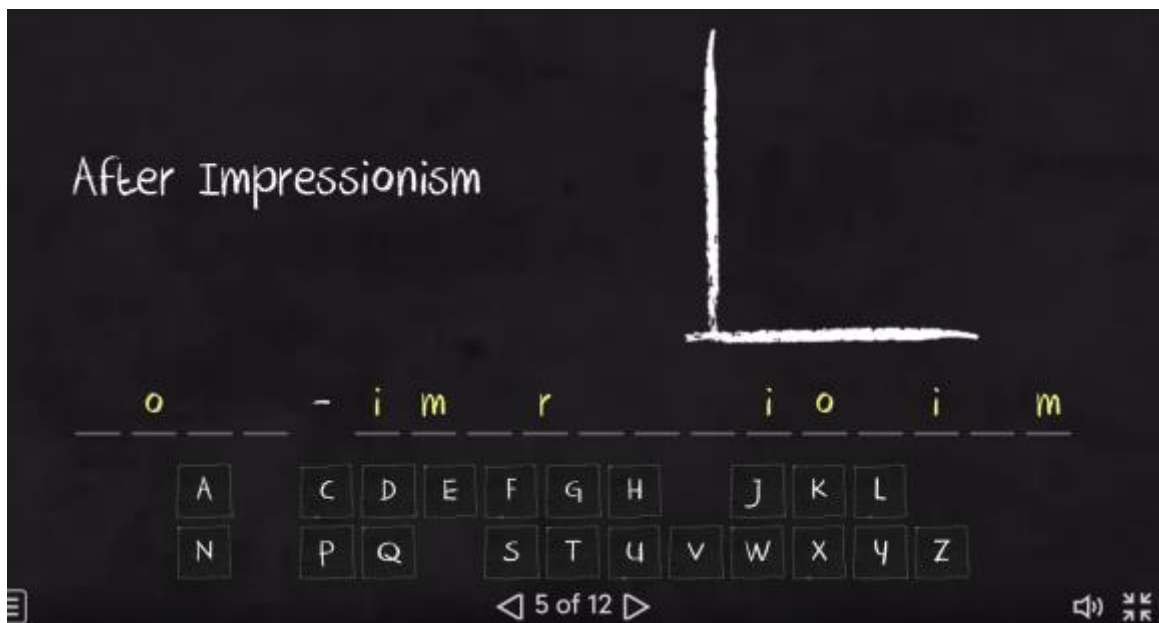 After Impressionism
o - i m r i o i m
A C D E F G H J K L
N P Q S T U V W X Y Z
5 of 12